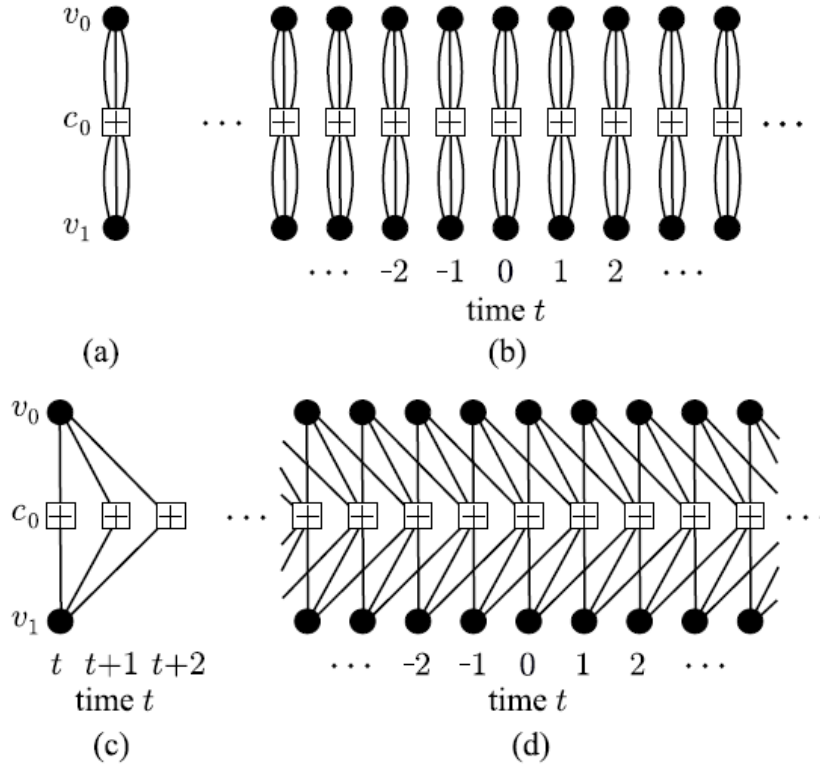 v₀
c₀ ··· ···
v₁
··· -2 -1 0 1 2 ···
time t
(a) (b)
v₀
c₀ ··· ···
v₁
t t+1 t+2 ··· -2 -1 0 1 2 ···
time t time t
(c) (d)